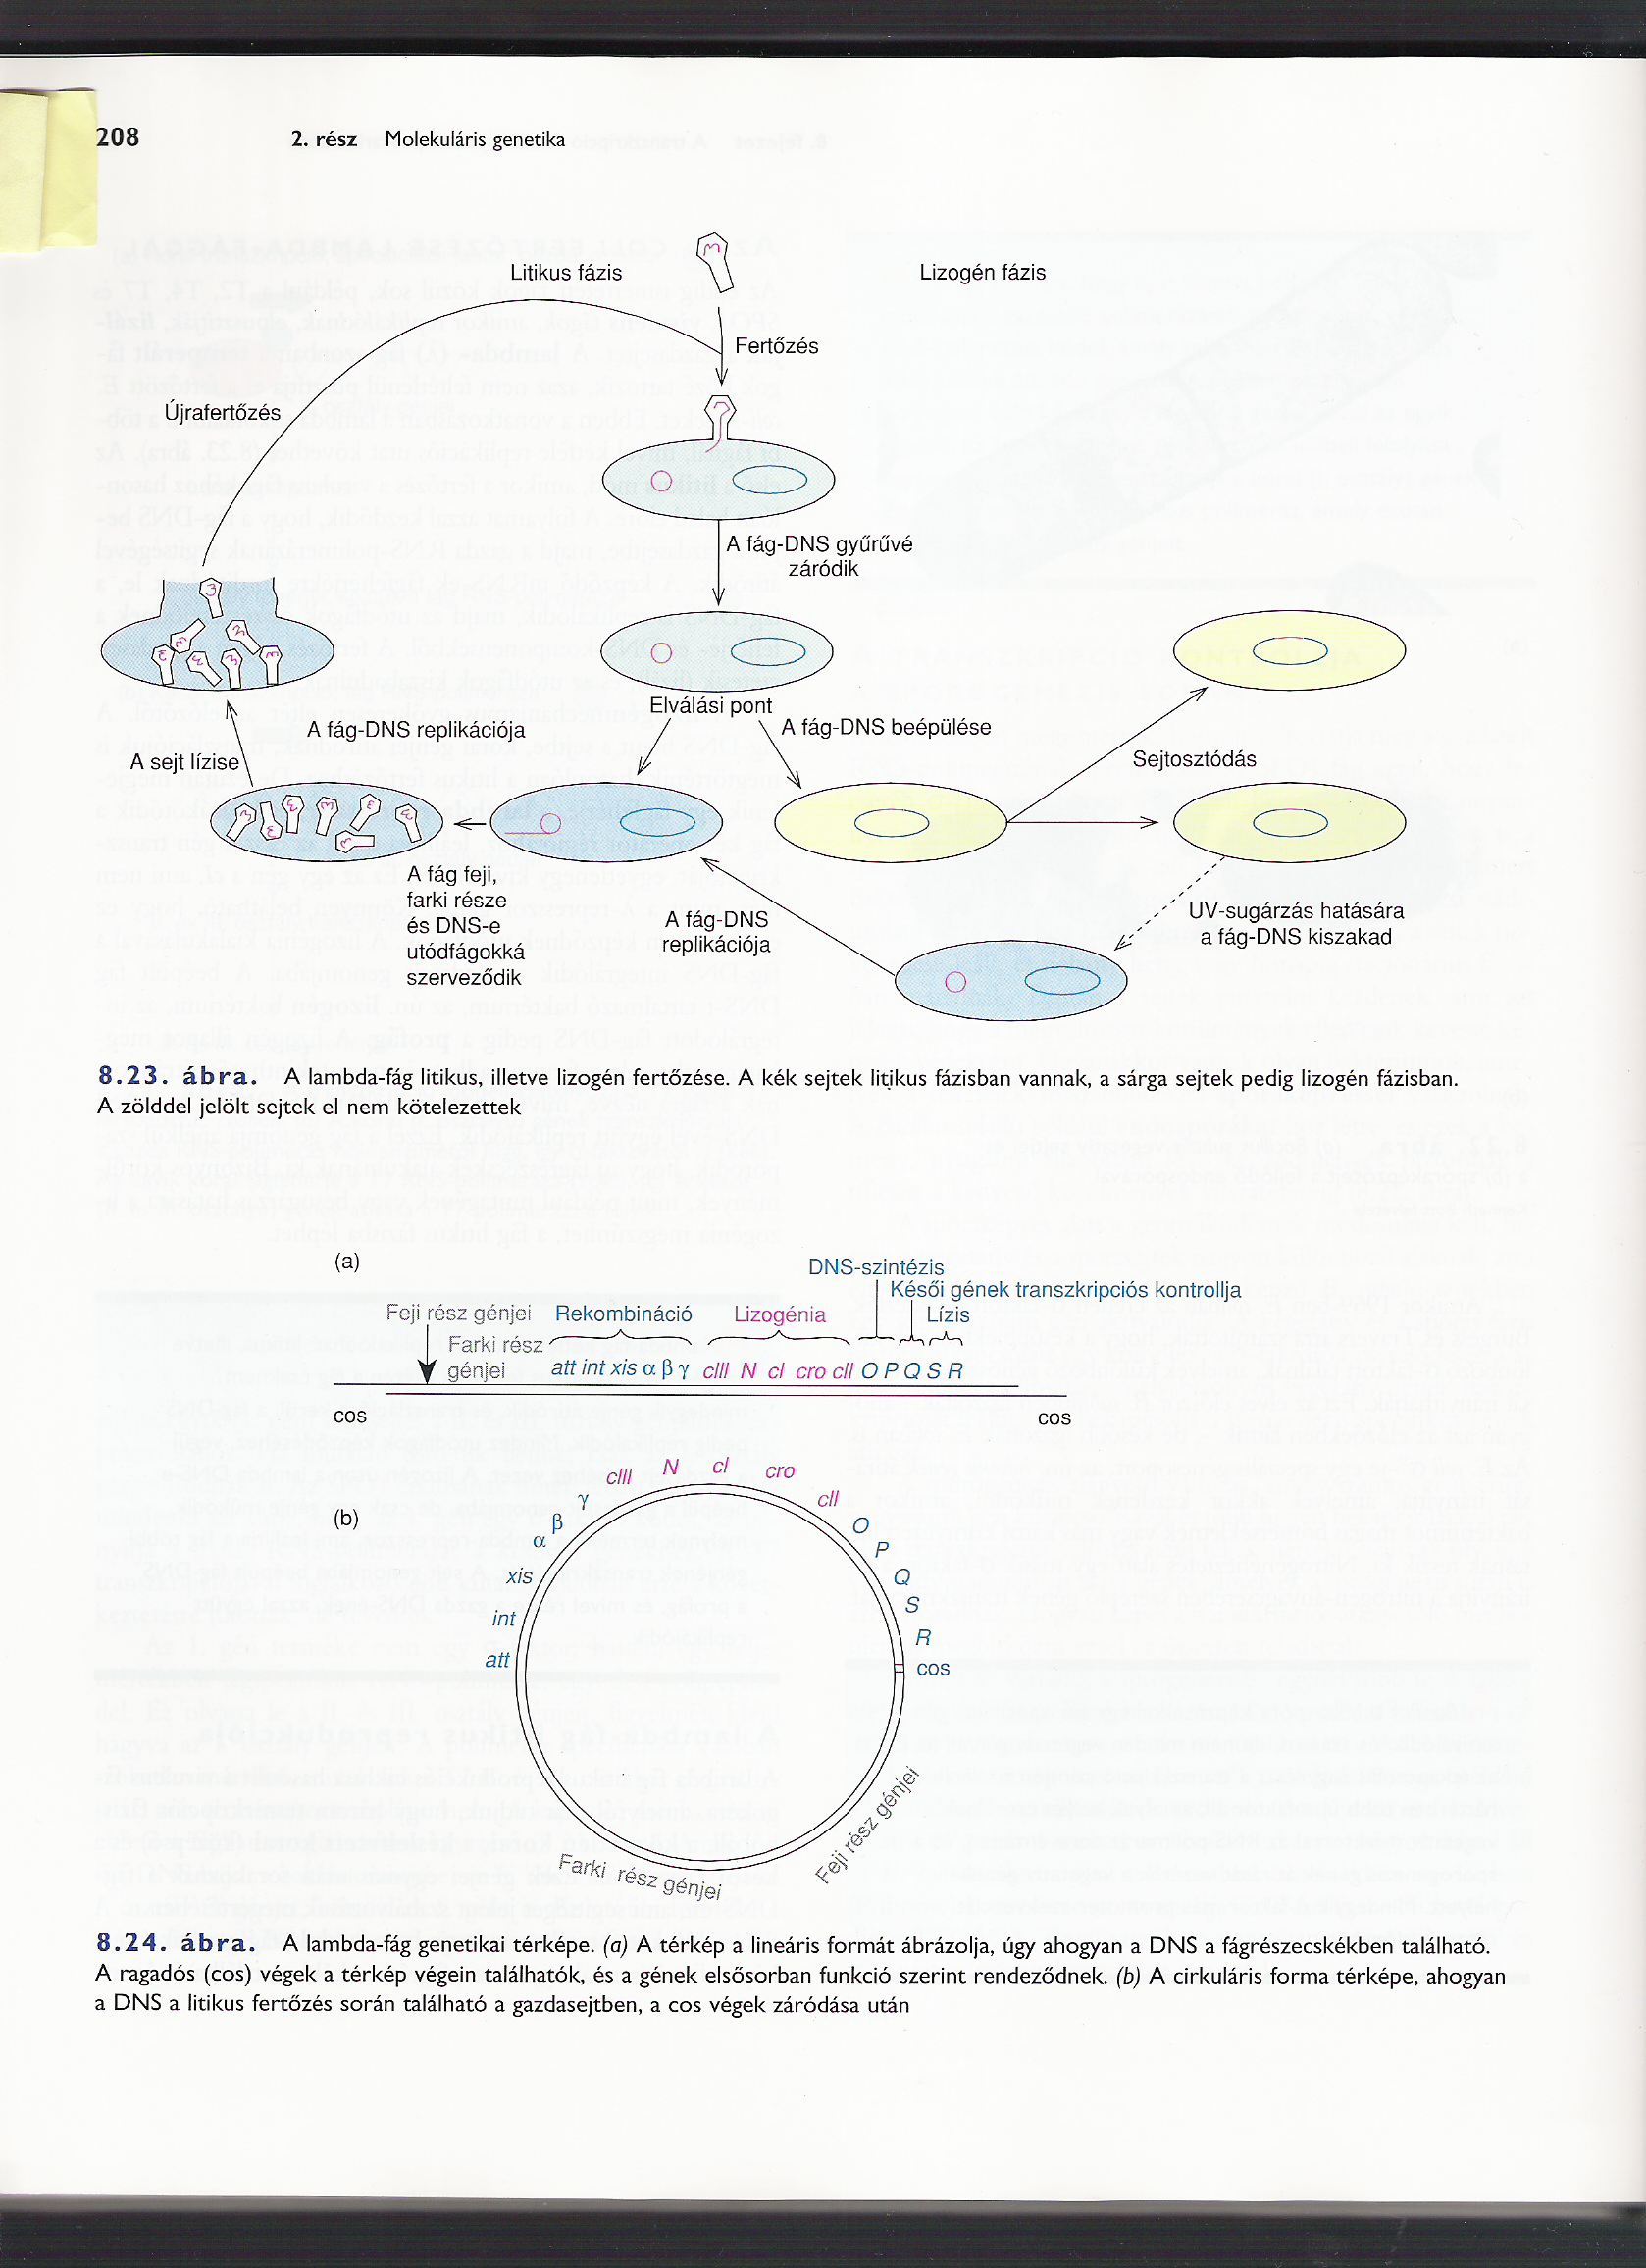 208
2. rész Molekuláris genetika
Litikus fázis
Lizogén fázis
Fertőzés
Újrafertőzés
A fág-DNS gyűrűvé
záródik
Elválási pont
A fág-DNS replikációja
A fág-DNS beépülése
A sejt lízise
Sejtosztódás
A fág feji,
farki része
és DNS-e
utódfágokká
szerveződik
A fág-DNS
replikációja
UV-sugárzás hatására
a fág-DNS kiszakad
8.23. ábra. A lambda-fág litikus, illetve lizogén fertőzése. A kék sejtek litikus fázisban vannak, a sárga sejtek pedig lizogén fázisban.
A zölddel jelölt sejtek el nem kötelezettek
(a)
DNS-szintézis
Késői gének transzkripciós kontrollja
Feji rész génjei Rekombináció Lizogénia Lízis
Farki rész
génjei att int xis α β γ cIII N cI cro cII O P Q S R
cos cos
(b)
cIII N cI cro
cII
γ
β
α
xis
int
att
O
P
Q
S
R
cos
Feji rész génjei
Farki rész génjei
8.24. ábra. A lambda-fág genetikai térképe. (a) A térkép a lineáris formát ábrázolja, úgy ahogyan a DNS a fágrészecskékben található.
A ragadós (cos) végek a térkép végein találhatók, és a gének elsősorban funkció szerint rendeződnek. (b) A cirkuláris forma térképe, ahogyan
a DNS a litikus fertőzés során található a gazdasejtben, a cos végek záródása után